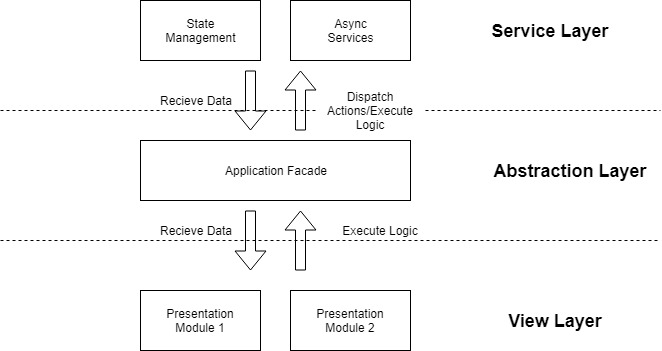 State
Management
Async
Services
Service Layer
Recieve Data
Dispatch
Actions/Execute
Logic
Application Facade
Abstraction Layer
Recieve Data
Execute Logic
Presentation
Module 1
Presentation
Module 2
View Layer